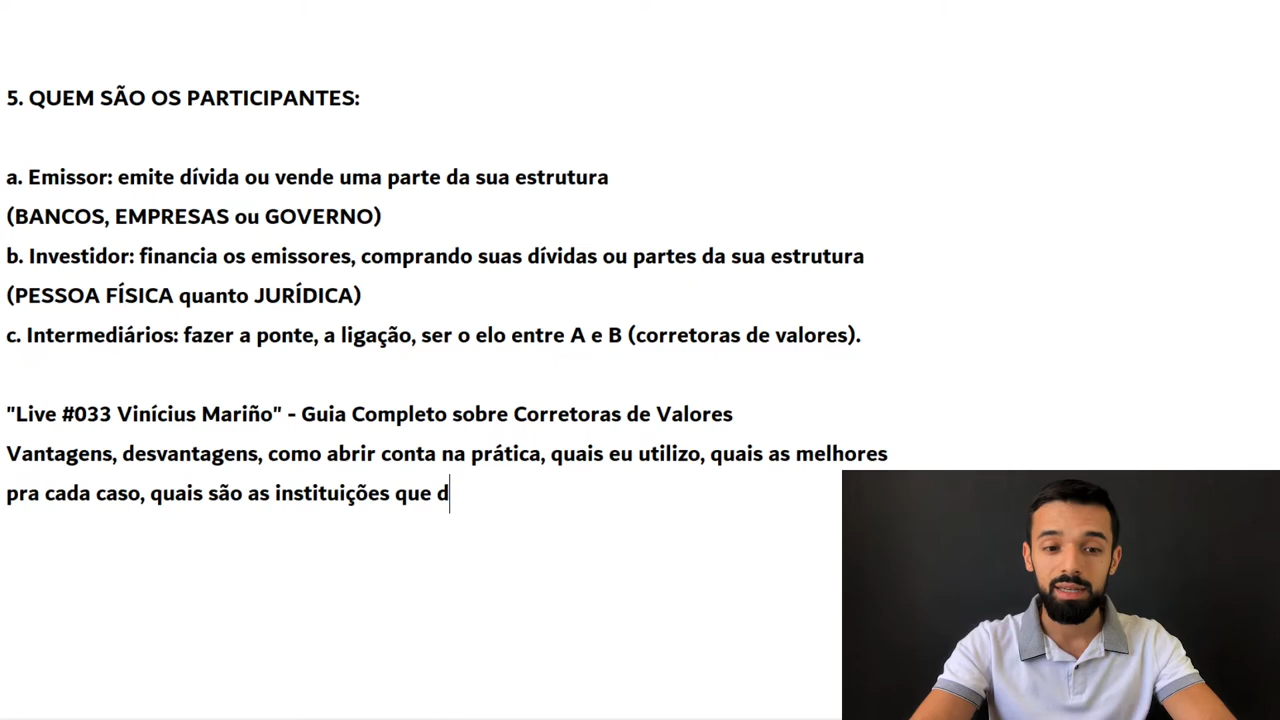 5. QUEM SÃO OS PARTICIPANTES:
a. Emissor: emite dívida ou vende uma parte da sua estrutura
(BANCOS, EMPRESAS ou GOVERNO)
b. Investidor: financia os emissores, comprando suas dívidas ou partes da sua estrutura
(PESSOA FÍSICA quanto JURÍDICA)
c. Intermediários: fazer a ponte, a ligação, ser o elo entre A e B (corretoras de valores).
"Live #033 Vinícius Mariño" - Guia Completo sobre Corretoras de Valores
Vantagens, desvantagens, como abrir conta na prática, quais eu utilizo, quais as melhores
pra cada caso, quais são as instituições que d